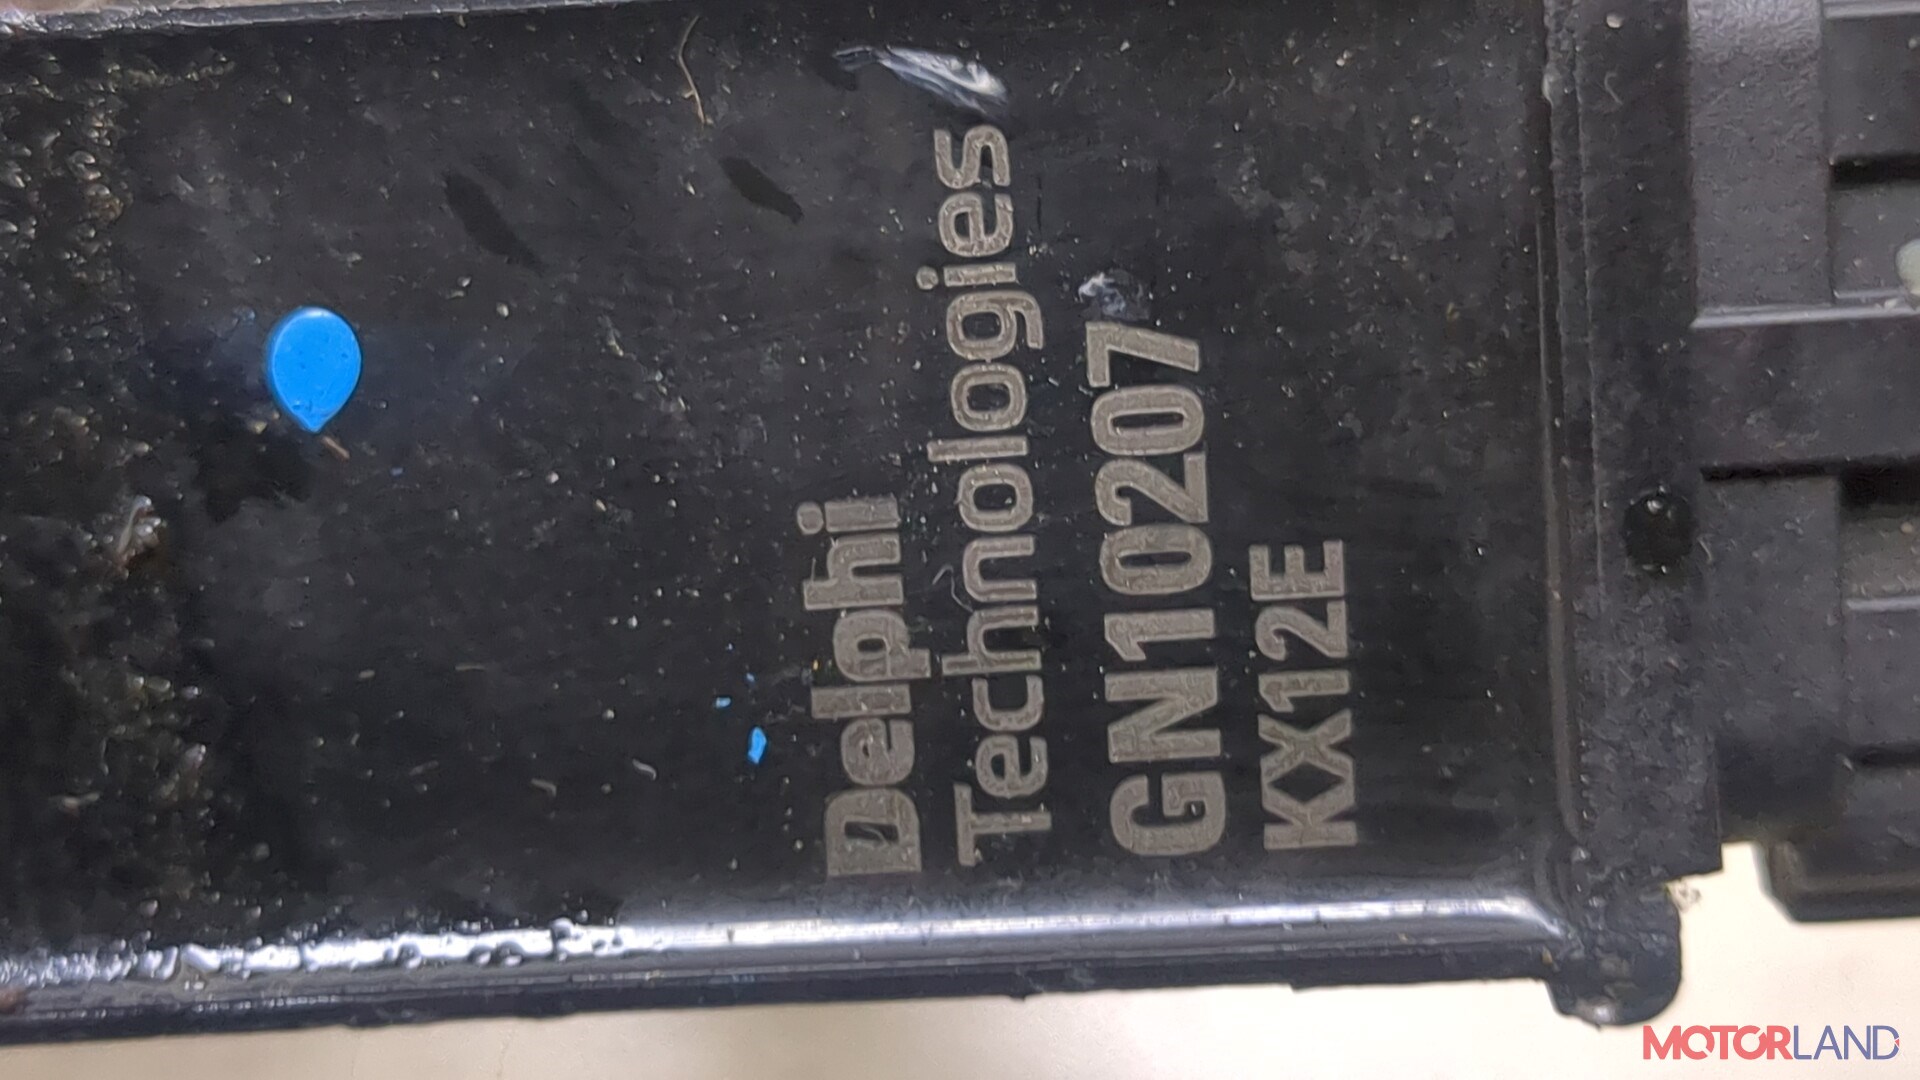 Delphi
Technologies
GN10207
KX12E
MOTORLAND